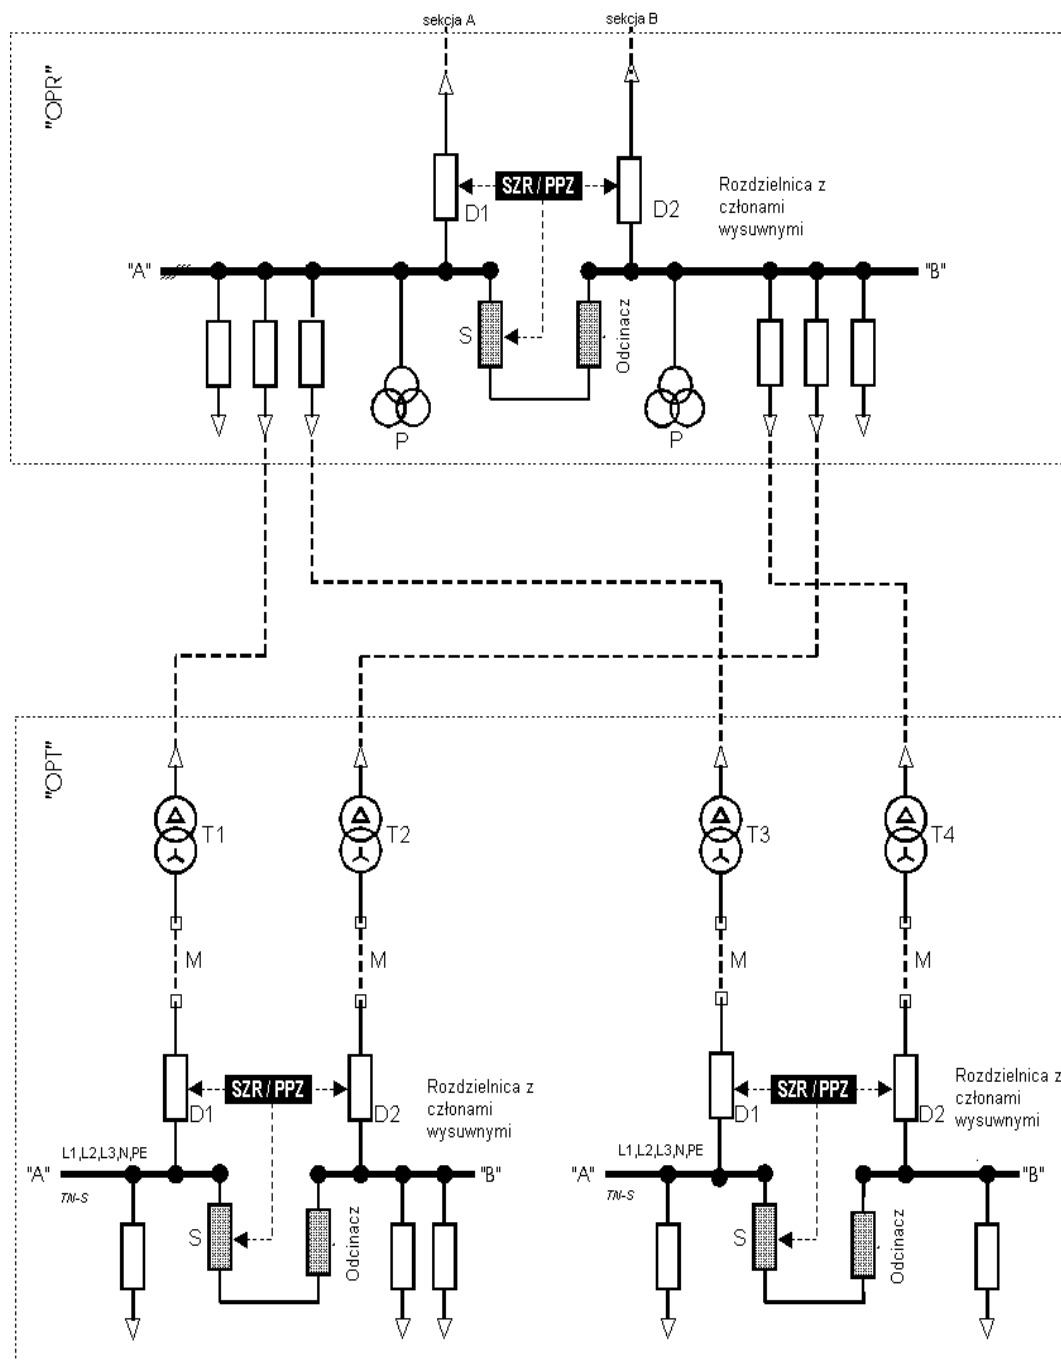 sekcja A
sekcja B
"OPR"
SZR / PPZ
D1
D2
Rozdzielnica z
członami
wysuwnymi
"A"
"B"
S
Odcinacz
P
P
"OPT"
T1
T2
T3
T4
M
M
M
M
SZR / PPZ
D1
D2
Rozdzielnica z
członami
wysuwnymi
SZR / PPZ
D1
D2
Rozdzielnica z
członami
wysuwnymi
L1,L2,L3,N,PE
"A"
"B"
TN-S
S
Odcinacz
L1,L2,L3,N,PE
"A"
"B"
TN-S
S
Odcinacz